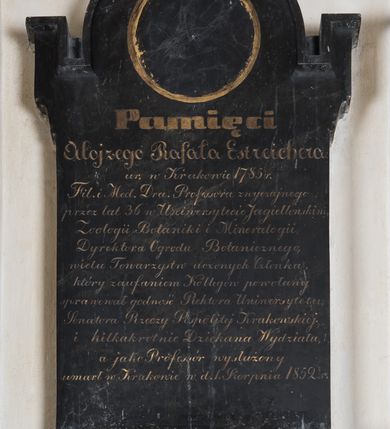 Pamięci
Alojzego Rafała Estreichera
ur. w Krakowie 1785 r.
Fil. i Med. Dra. Profesora zwyczajnego
przez lat 36 w Uniwersytecie Jagiellońskim
Zoologii Botaniki i Mineralogii
Dyrektora Ogrodu Botanicznego,
wielu Towarzystw uczonych Członka,
który zaufaniem Kollegów powołany
sprawował godność Rektora Uniwersytetu,
Senatora Rzeczy Pospolitej Krakowskiej,
i kilkakrotnie Dziekana Wydziału,
a jako Profesor wysłużony
umarł w Krakowie w d. 1. Sierpnia 1852 r.